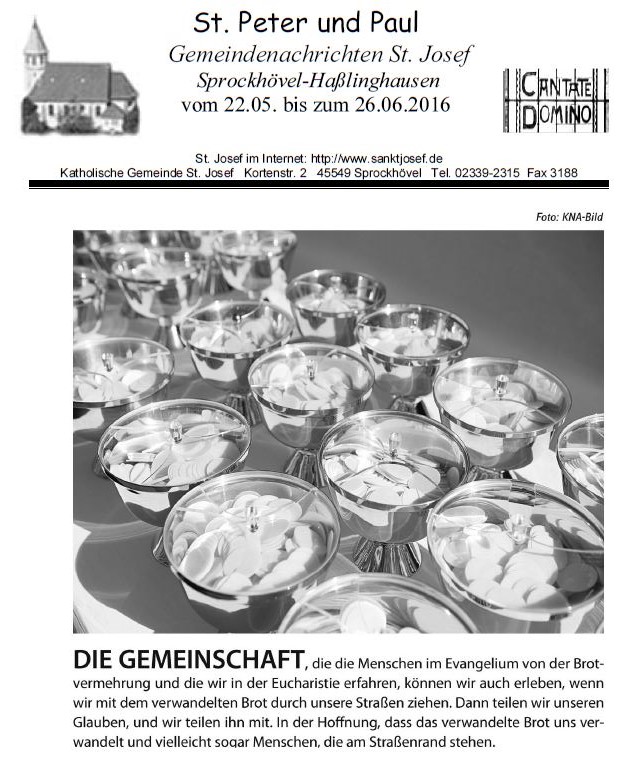 St. Peter und Paul
Gemeindenachrichten St. Josef
Sprockhövel-Haßlinghausen
vom 22.05. bis zum 26.06.2016
CANTATE
DOMINO
St. Josef im Internet: http://www.sanktjosef.de
Katholische Gemeinde St. Josef Kortenstr. 2 45549 Sprockhövel Tel. 02339-2315 Fax 3188
Foto: KNA-Bild
DIE GEMEINSCHAFT, die die Menschen im Evangelium von der Brot-
vermehrung und die wir in der Eucharistie erfahren, können wir auch erleben, wenn
wir mit dem verwandelten Brot durch unsere Straßen ziehen. Dann teilen wir unseren
Glauben, und wir teilen ihn mit. In der Hoffnung, dass das verwandelte Brot uns ver-
wandelt und vielleicht sogar Menschen, die am Straßenrand stehen.